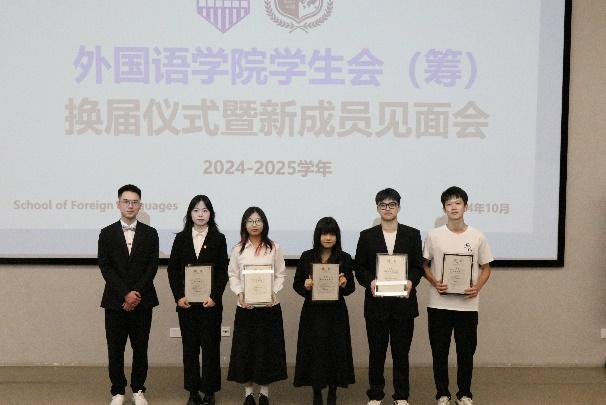 外国语学院学生会（筹）
换届仪式暨新成员见面会
2024-2025学年
School of Foreign Languages
年10月